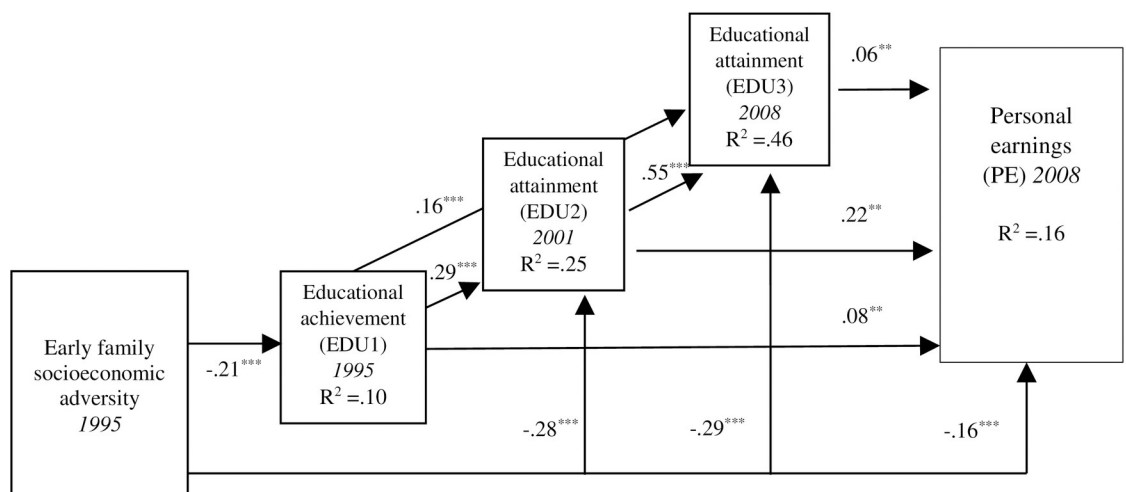 Early family
socioeconomic
adversity
1995
-.21***
Educational
achievement
(EDU1)
1995
R² =.10
.16***
.29***
Educational
attainment
(EDU2)
2001
R² =.25
.55***
Educational
attainment
(EDU3)
2008
R² =.46
.06**
.22**
.08**
-.28***
-.29***
-.16***
Personal
earnings
(PE) 2008
R² =.16